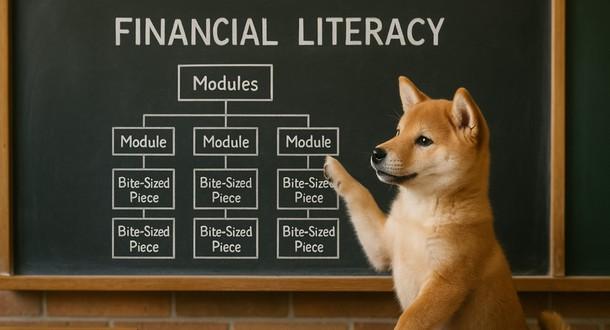 FINANCIAL LITERACY
Modules
Module Module Module
Bite-Sized Bite-Sized Bite-Sized
Piece Piece Piece
Bite-Sized Bite-Sized Bite-Sized
Piece Piece Piece